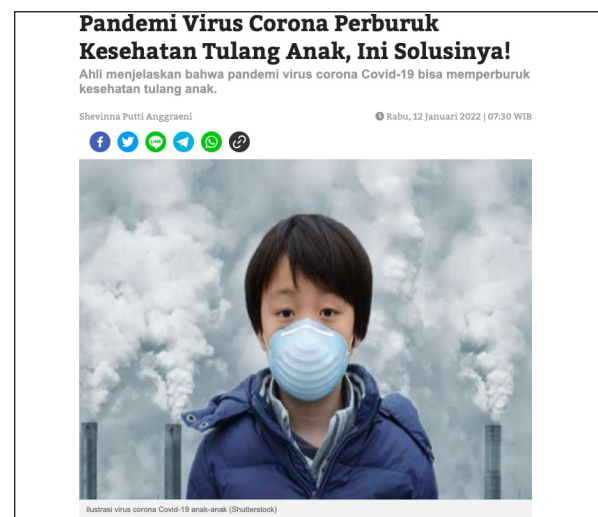 Pandemi Virus Corona Perburuk
Kesehatan Tulang Anak, Ini Solusinya!
Ahli menjelaskan bahwa pandemi virus corona Covid-19 bisa memperburuk
kesehatan tulang anak.
Shevinna Putti Anggraeni
Rabu, 12 Januari 2022 | 07:30 WIB
LINE
Ilustrasi virus corona Covid-19 anak-anak (Shutterstock)